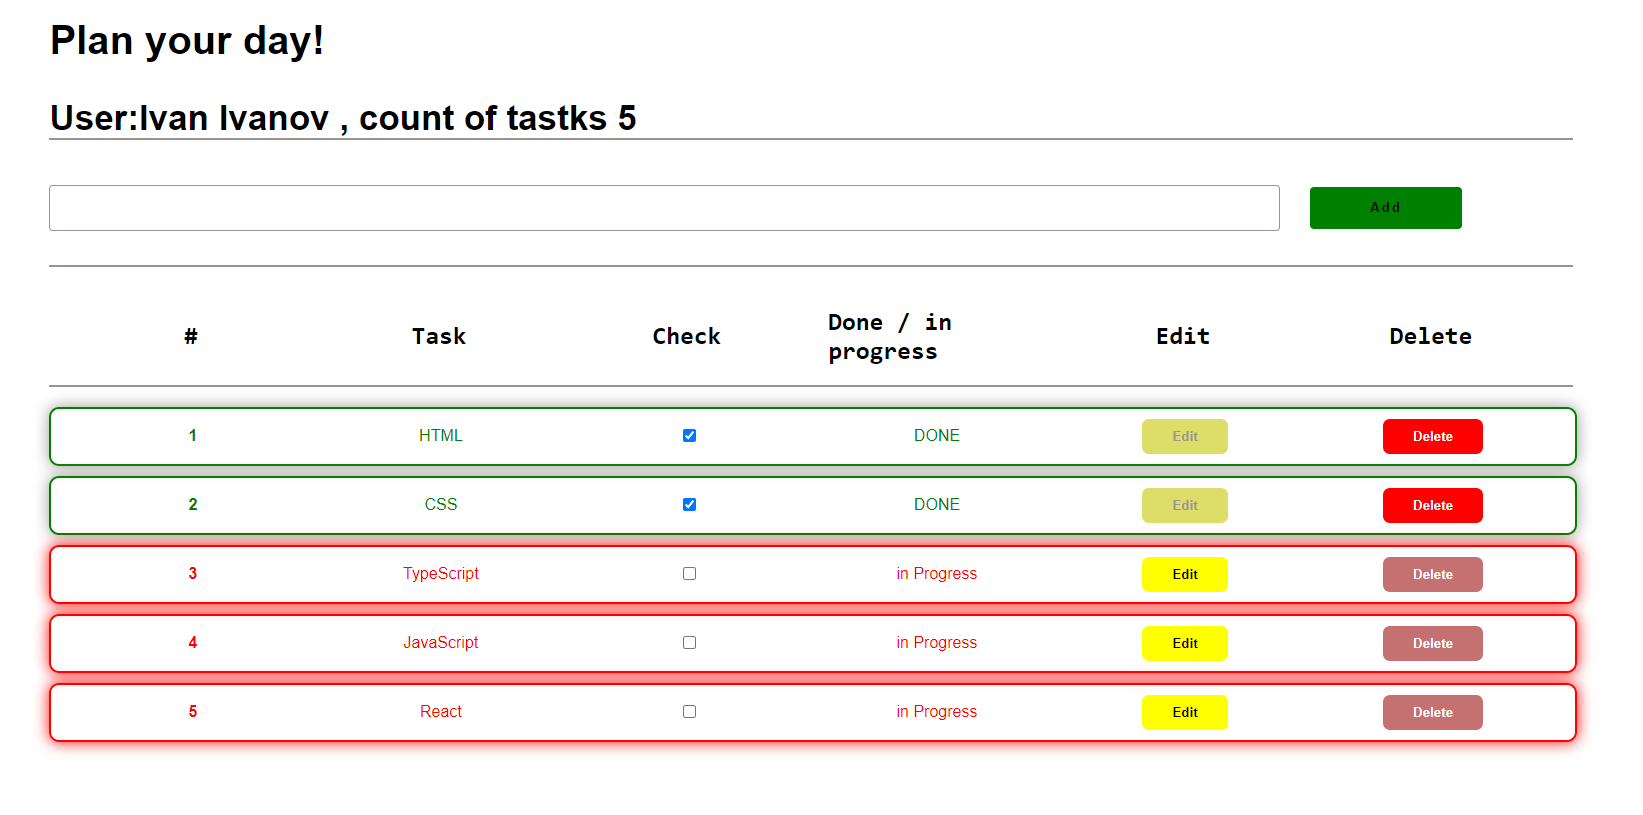 Plan your day!
User:Ivan Ivanov , count of tastks 5
Add
# Task Check Done / in progress Edit Delete
1 HTML DONE Edit Delete
2 CSS DONE Edit Delete
3 TypeScript in Progress Edit Delete
4 JavaScript in Progress Edit Delete
5 React in Progress Edit Delete